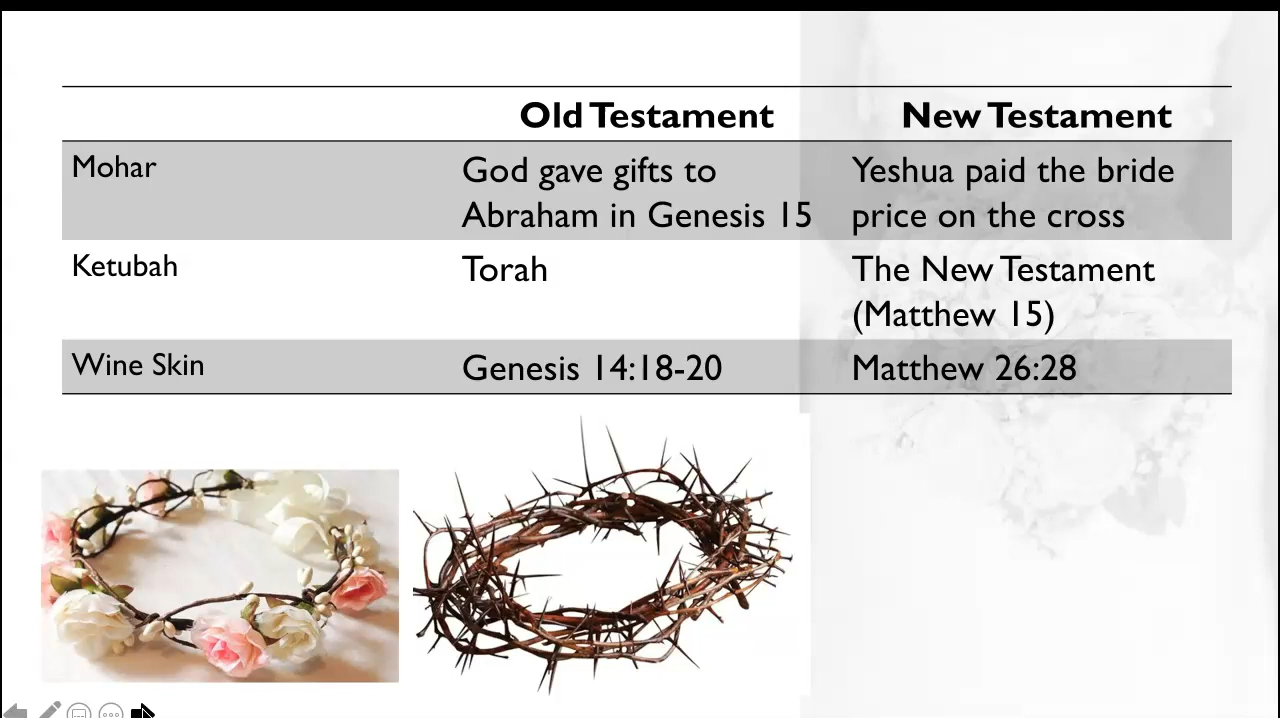 Old Testament New Testament
Mohar God gave gifts to Yeshua paid the bride
Abraham in Genesis 15 price on the cross
Ketubah Torah The New Testament
(Matthew 15)
Wine Skin Genesis 14:18-20 Matthew 26:28